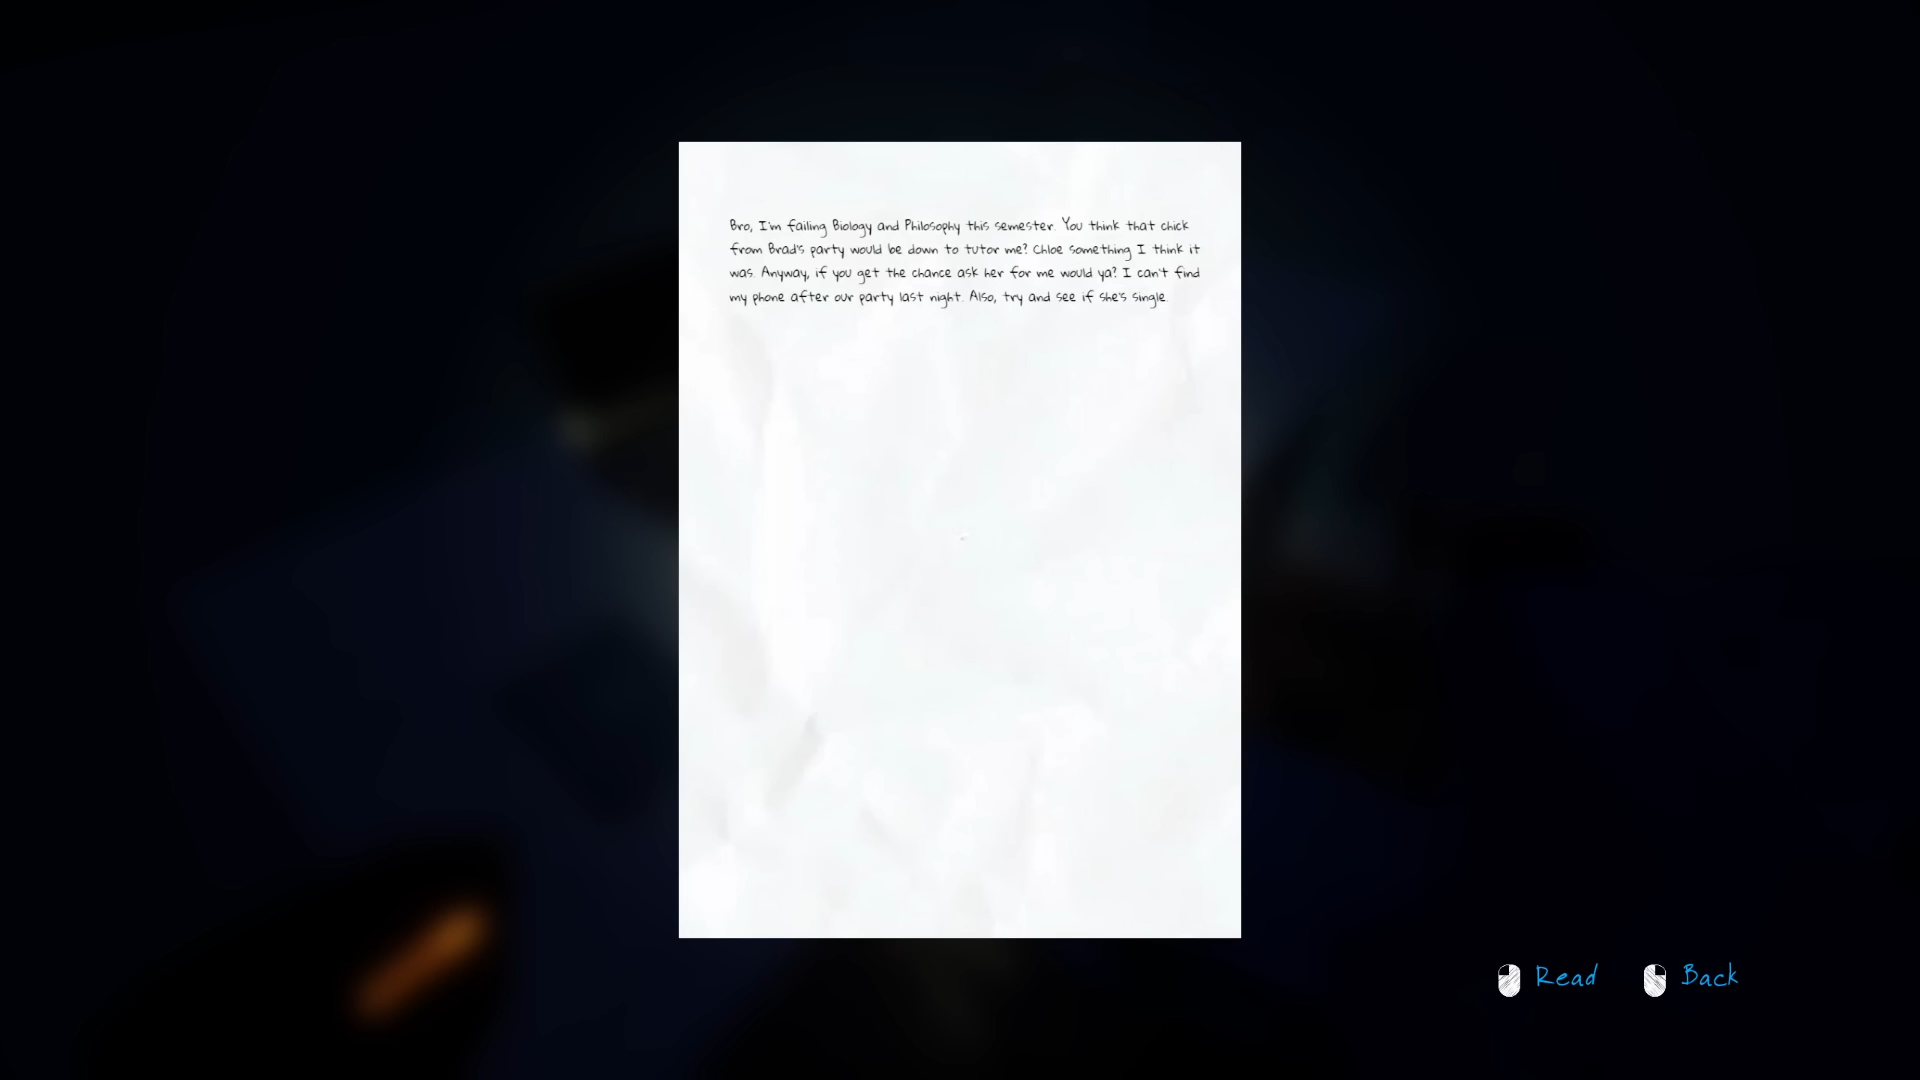 Bro, I'm failing Biology and Philosophy this semester. You think that chick
from Brad's party would be down to tutor me? Chloe something I think it
was. Anyway, if you get the chance ask her for me would ya? I can't find
my phone after our party last night. Also, try and see if she's single.
Read
Back